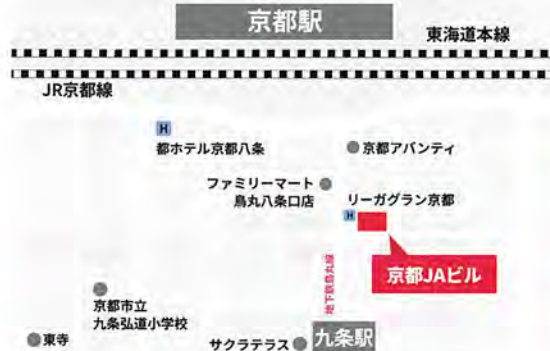 京都駅
東海道本線
JR京都線
H
都ホテル京都八条
京都アバンティ
ファミリーマート
烏丸八条口店
リーガグラン京都
H
京都JAビル
地下鉄烏丸線
京都市立
九条弘道小学校
東寺
サクラテラス
九条駅